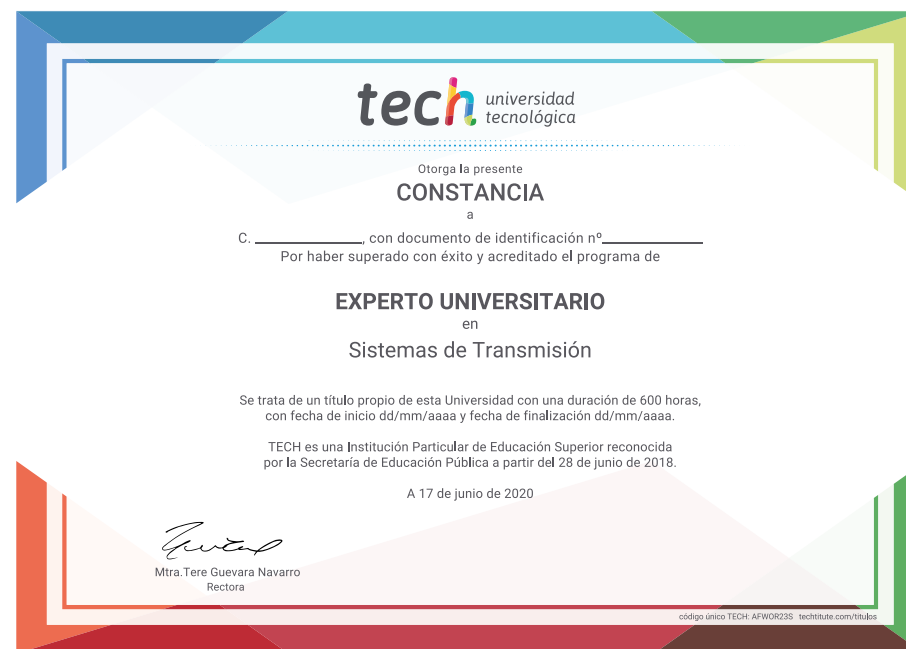 tech universidad
tecnológica
Otorga la presente
CONSTANCIA
a
C. ____________, con documento de identificación nº____________
Por haber superado con éxito y acreditado el programa de
EXPERTO UNIVERSITARIO
en
Sistemas de Transmisión
Se trata de un título propio de esta Universidad con una duración de 600 horas,
con fecha de inicio dd/mm/aaaa y fecha de finalización dd/mm/aaaa.
TECH es una Institución Particular de Educación Superior reconocida
por la Secretaría de Educación Pública a partir del 28 de junio de 2018.
A 17 de junio de 2020
Mtra.Tere Guevara Navarro
Rectora
código único TECH: AFWOR23S techtitute.com/titulos